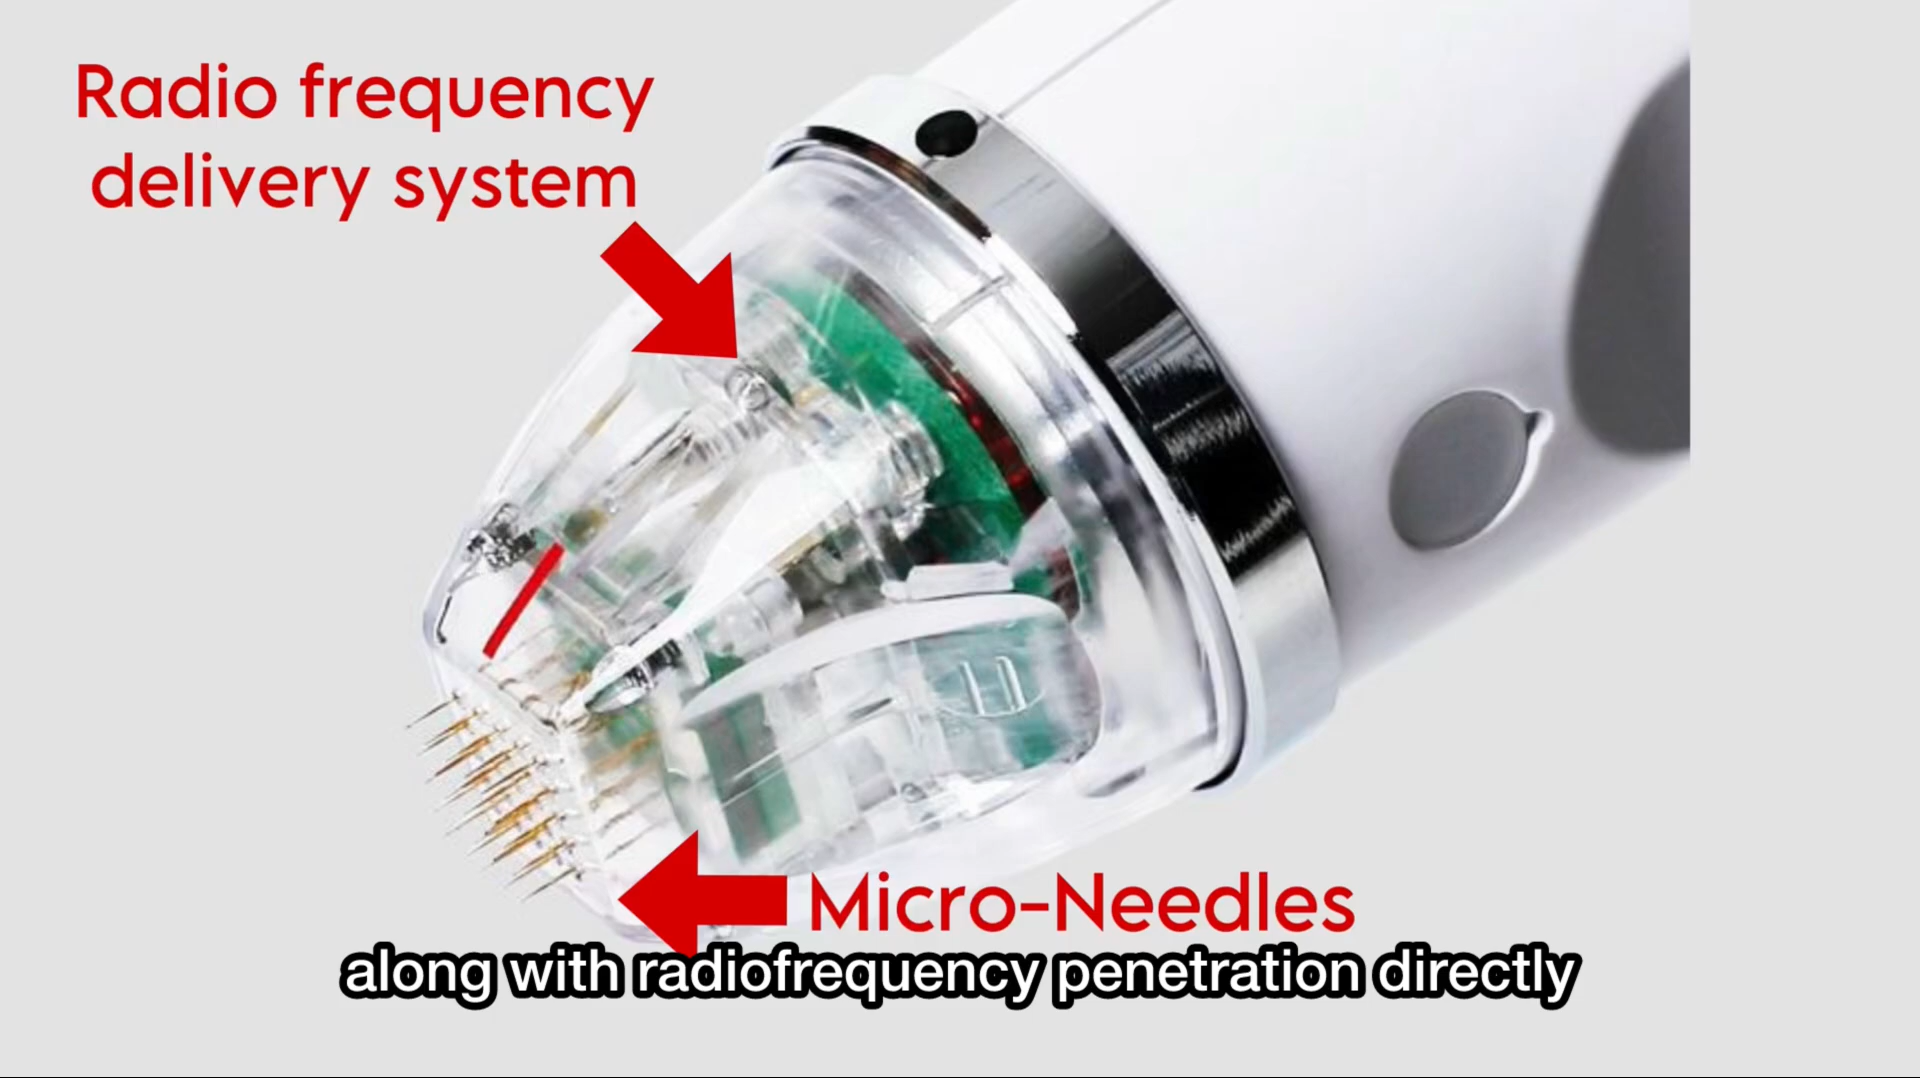 Radio frequency
delivery system
Micro-Needles
along with radiofrequency penetration directly